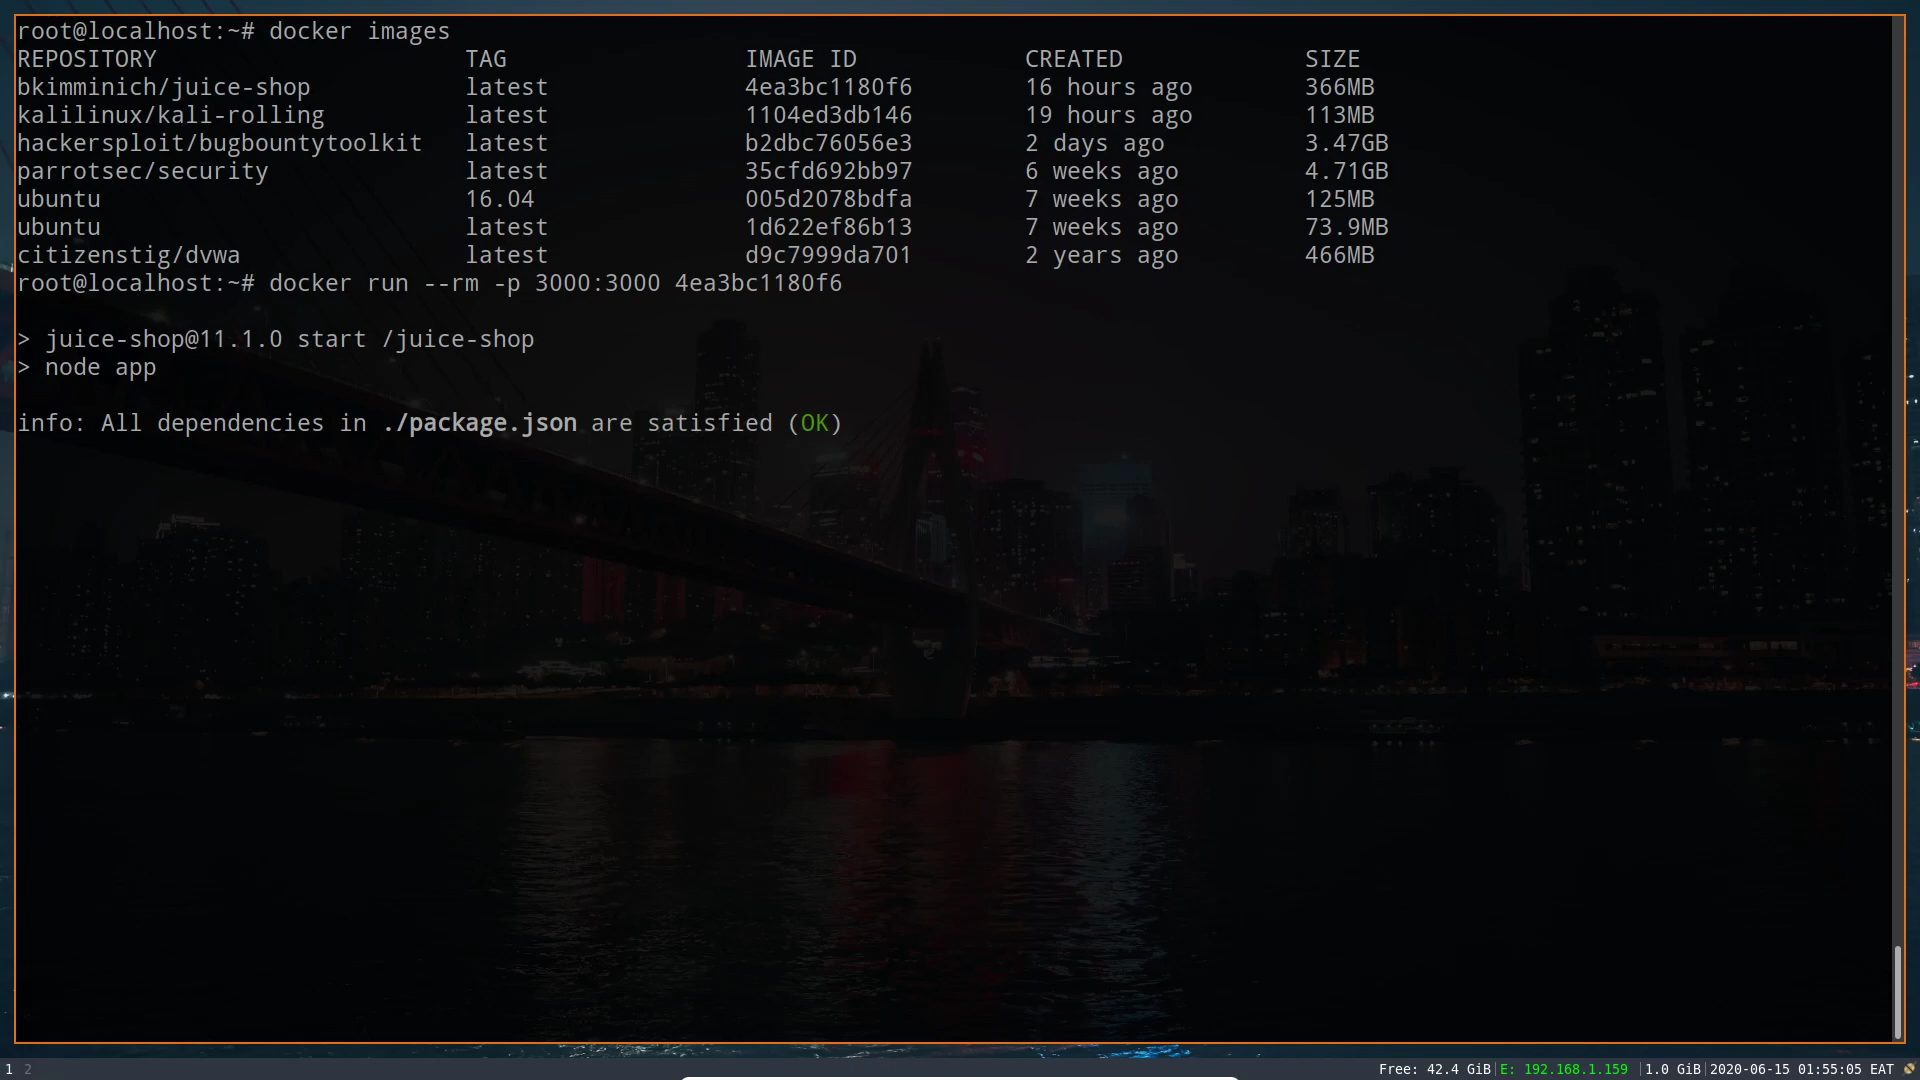 root@localhost:~# docker images
REPOSITORY TAG IMAGE ID CREATED SIZE
bkimminich/juice-shop latest 4ea3bc1180f6 16 hours ago 366MB
kalilinux/kali-rolling latest 1104ed3db146 19 hours ago 113MB
hackersploit/bugbountytoolkit latest b2dbc76056e3 2 days ago 3.47GB
parrotsec/security latest 35cfd692bb97 6 weeks ago 4.71GB
ubuntu 16.04 005d2078bdfa 7 weeks ago 125MB
ubuntu latest 1d622ef86b13 7 weeks ago 73.9MB
citizenstig/dvwa latest d9c7999da701 2 years ago 466MB
root@localhost:~# docker run --rm -p 3000:3000 4ea3bc1180f6
> juice-shop@11.1.0 start /juice-shop
> node app
info: All dependencies in ./package.json are satisfied (OK)
1 2 Free: 42.4 GiB|E: 192.168.1.159 |1.0 GiB|2020-06-15 01:55:05 EAT